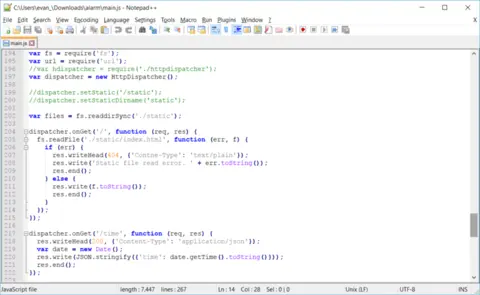 C:\Users\evan_\Downloads\alarm\main.js - Notepad++
File Edit Search View Encoding Language Settings Tools Macro Run Plugins Window ? X
main.js
194 var fs = require('fs');
195 var url = require('url');
196 //var hdispatcher = require('./httpdispatcher');
197 var dispatcher = new HttpDispatcher();
198
199 //dispatcher.setStatic('/static');
200 //dispatcher.setStaticDirname('static');
201
202 var files = fs.readdirSync('./static');
203
204 dispatcher.onGet('/', function (req, res) {
205 fs.readFile('./static/index.html', function (err, f) {
206 if (err) {
207 res.writeHead(404, {'Contne-Type': 'text/plain'});
208 res.write('Static file read error. ' + err.toString());
209 res.end();
210 } else {
211 res.write(f.toString());
212 res.end();
213 }
214 });
215 });
216
217 dispatcher.onGet('/time', function (req, res) {
218 res.writeHead(200, {'Content-Type': 'application/json'});
219 var date = new Date();
220 res.write(JSON.stringify({'time': date.getTime().toString()}));
221 res.end();
222 });
JavaScript file length : 7,447 lines : 267 Ln : 14 Col : 28 Sel : 0 | 0 Unix (LF) UTF-8 INS